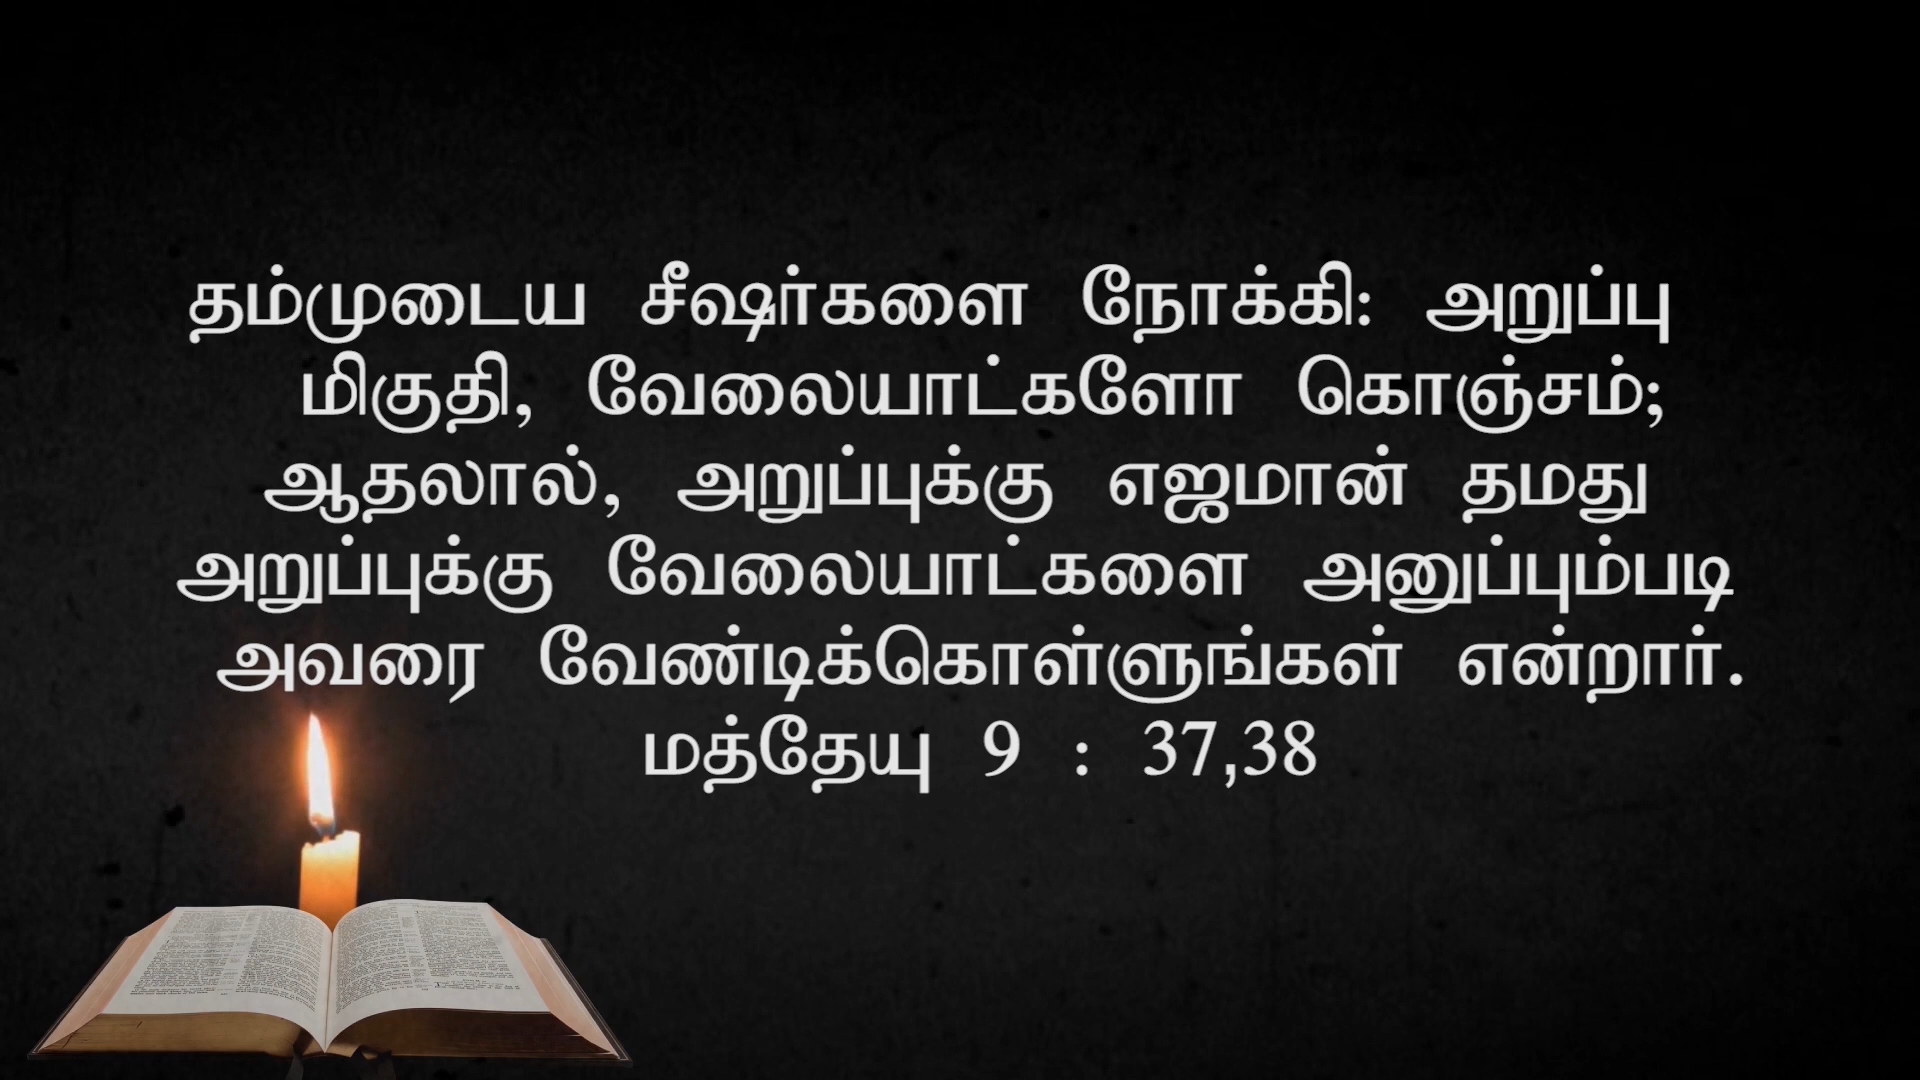 தம்முடைய சீஷர்களை நோக்கி: அறுப்பு
மிகுதி, வேலையாட்களோ கொஞ்சம்;
ஆதலால், அறுப்புக்கு எஜமான் தமது
அறுப்புக்கு வேலையாட்களை அனுப்பும்படி
அவரை வேண்டிக்கொள்ளுங்கள் என்றார்.
மத்தேயு 9 : 37,38